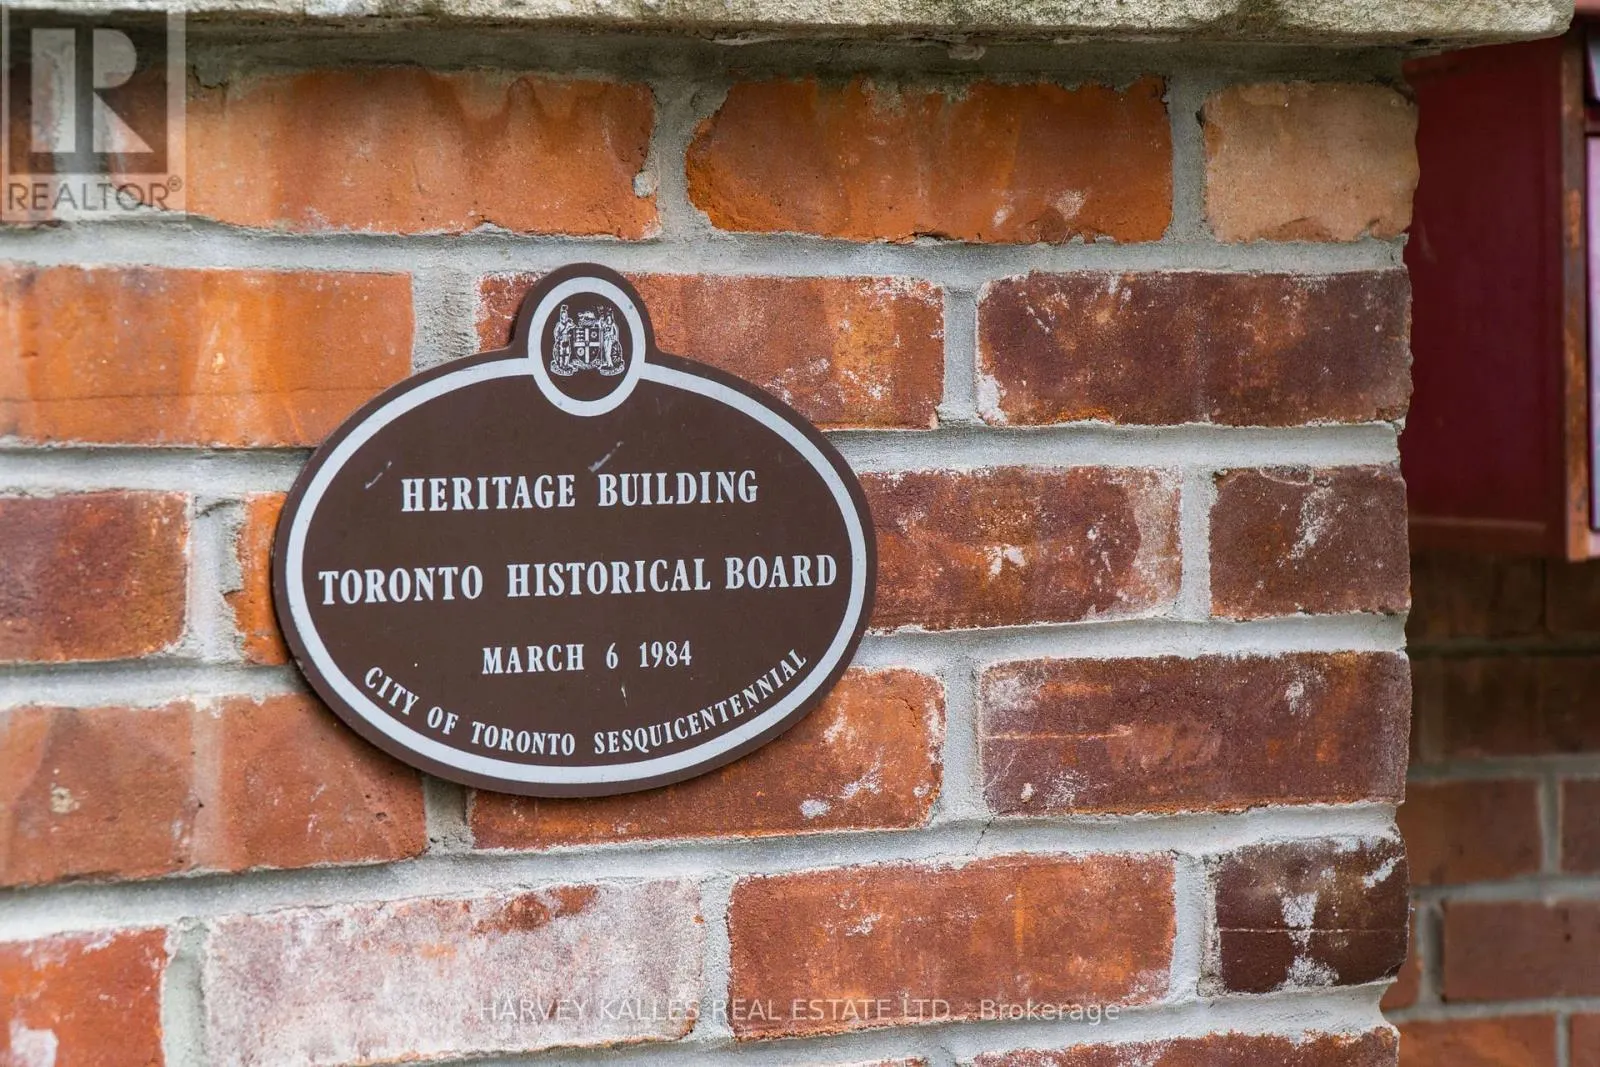 REALTOR®
HERITAGE BUILDING
TORONTO HISTORICAL BOARD
MARCH 6 1984
CITY OF TORONTO SESQUICENTENNIAL
HARVEY KALLES REAL ESTATE LTD., Brokerage